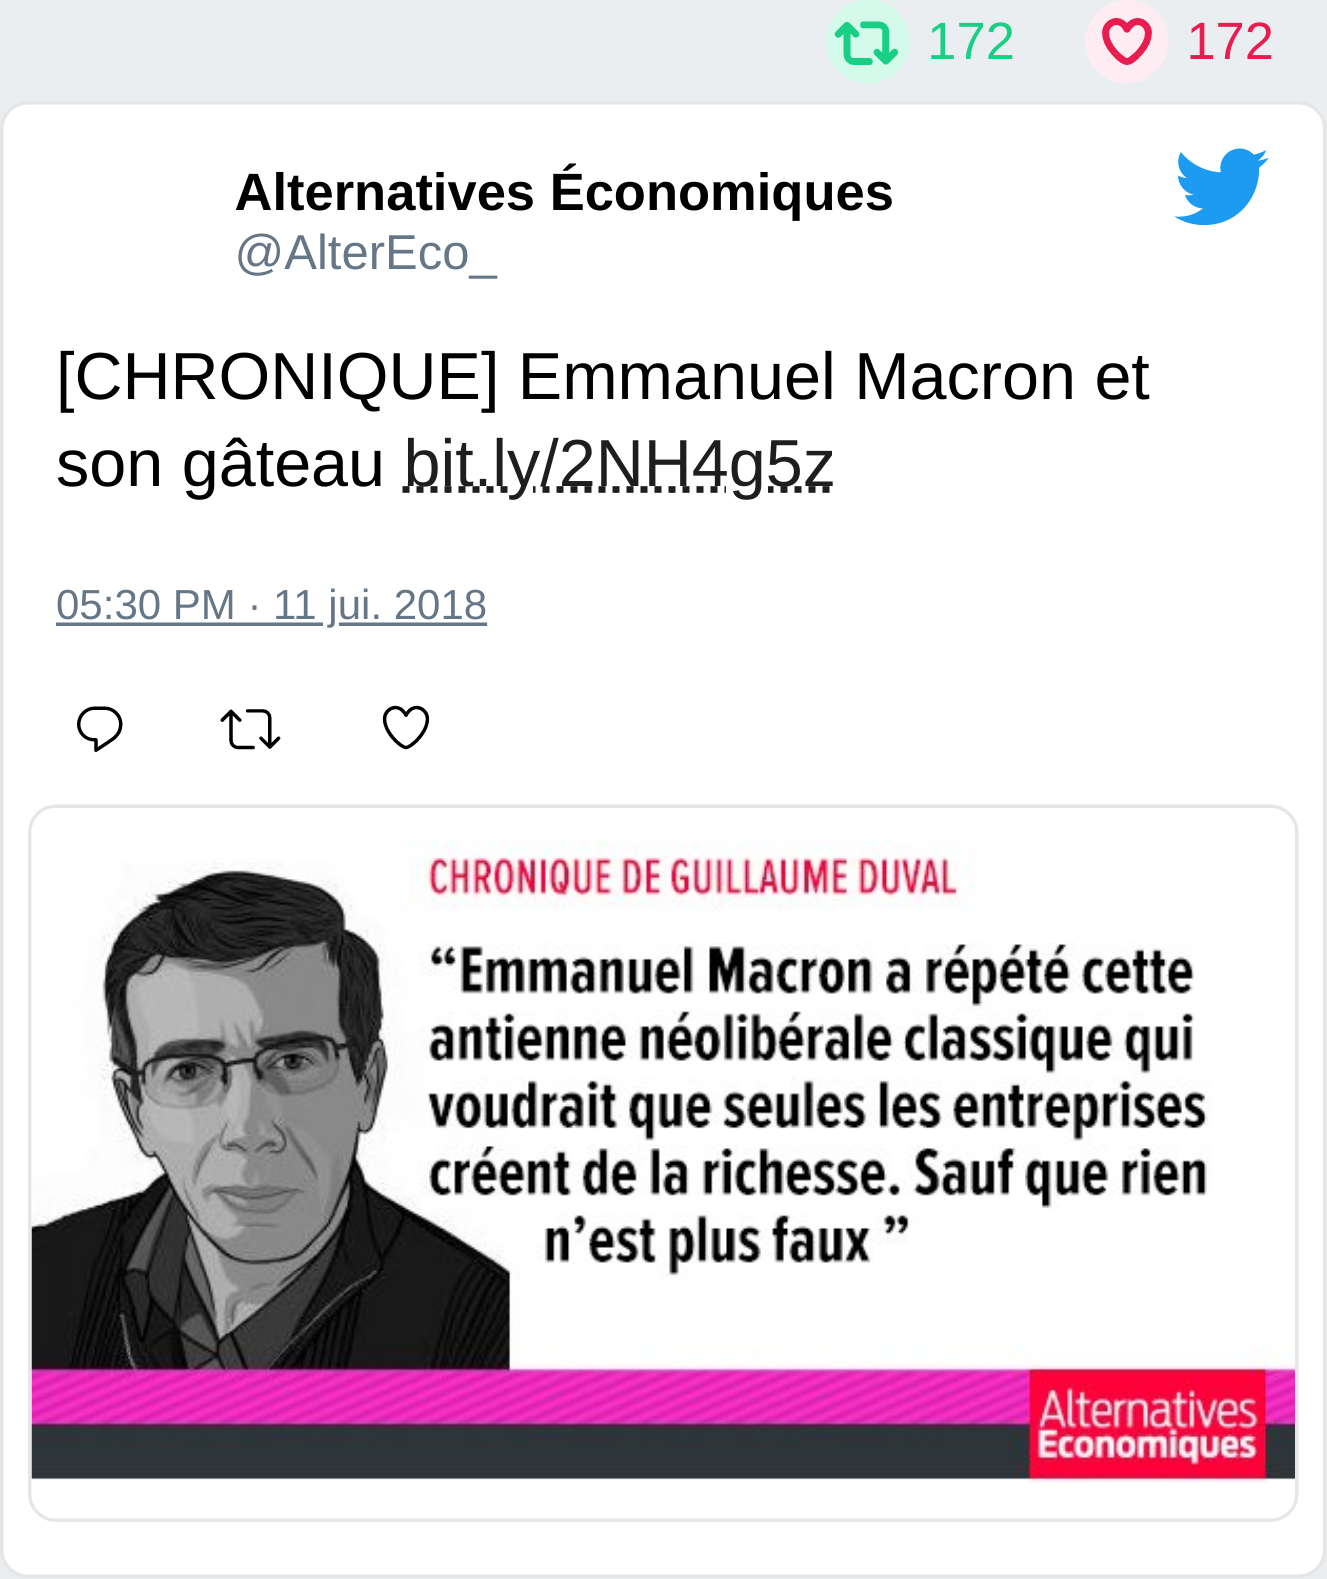 172 172
Alternatives Économiques
@AlterEco_
[CHRONIQUE] Emmanuel Macron et
son gâteau bit.ly/2NH4g5z
05:30 PM · 11 jui. 2018
CHRONIQUE DE GUILLAUME DUVAL
“Emmanuel Macron a répété cette
antienne néolibérale classique qui
voudrait que seules les entreprises
créent de la richesse. Sauf que rien
n’est plus faux ”
Alternatives
Economiques